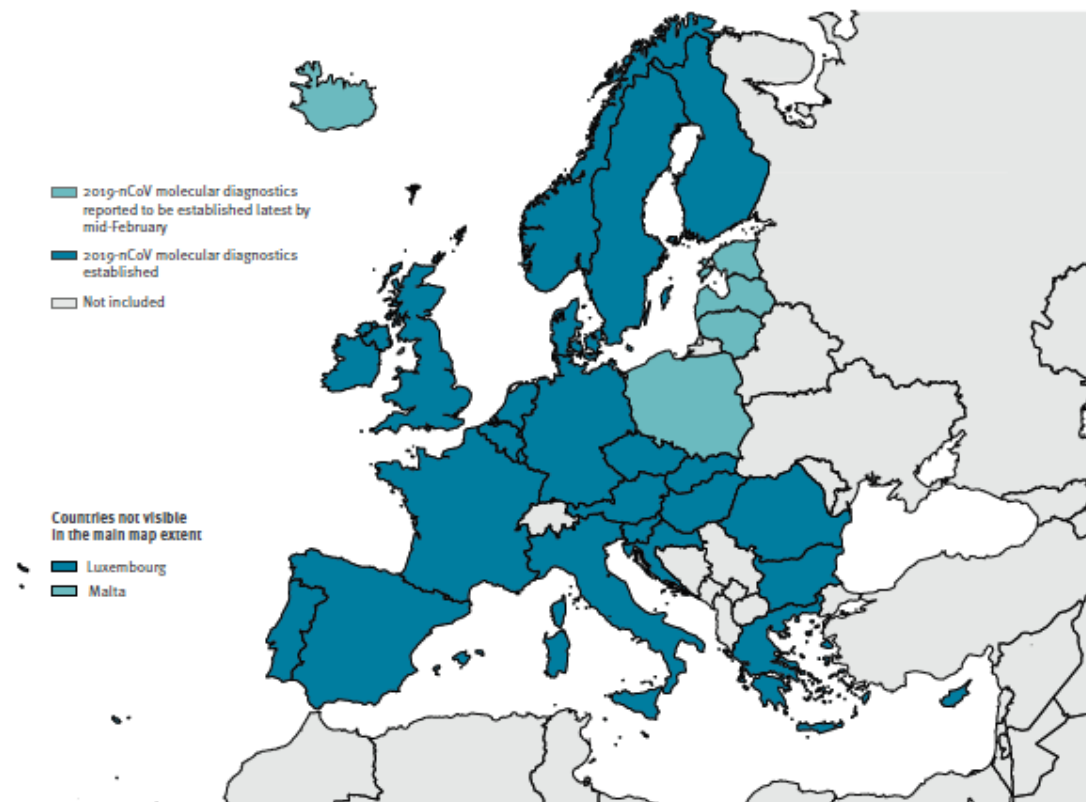 2019-nCoV molecular diagnostics
reported to be established latest by
mid-February
2019-nCoV molecular diagnostics
established
Not included
Countries not visible
in the main map extent
Luxembourg
Malta